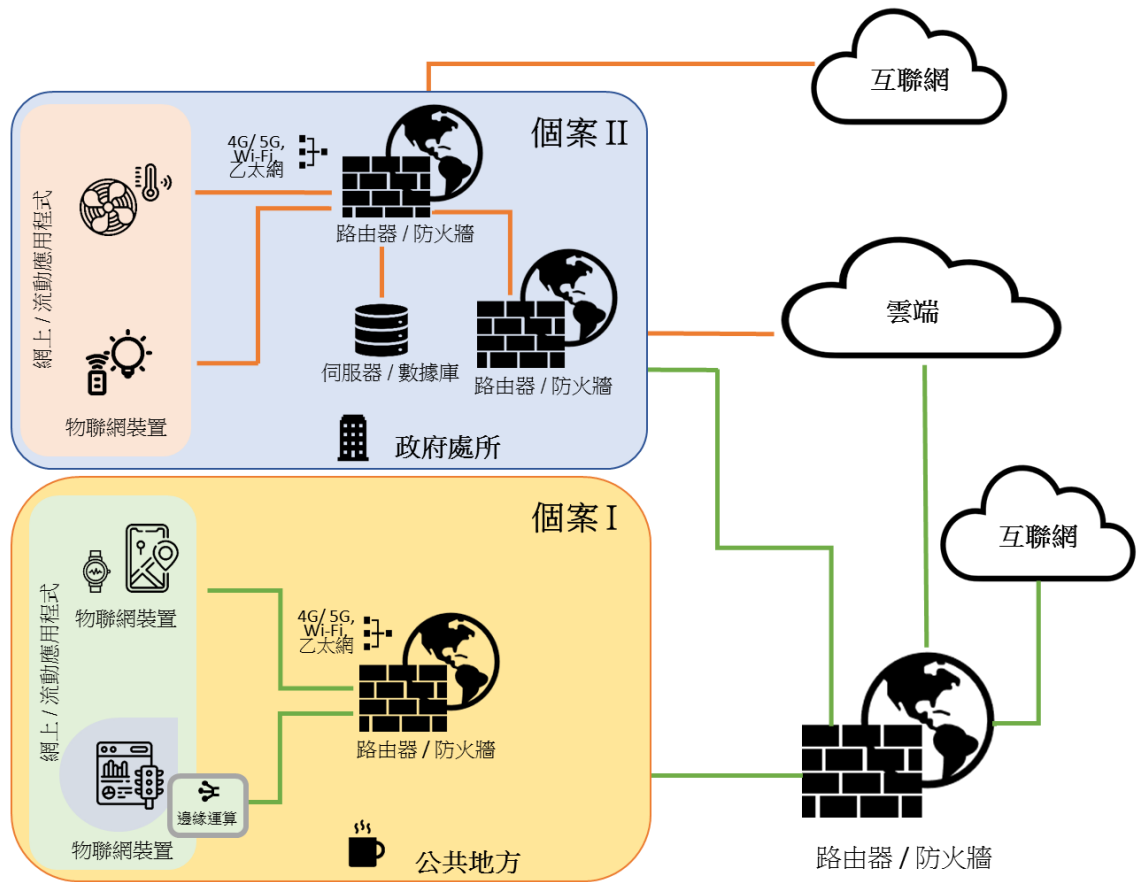 互聯網
個案 II
4G/ 5G,
Wi-Fi,
乙太網
路由器 / 防火牆
網上 / 流動應用程式
雲端
伺服器 / 數據庫
路由器 / 防火牆
物聯網裝置
政府處所
個案 I
互聯網
物聯網裝置
4G/ 5G,
Wi-Fi,
乙太網
網上 / 流動應用程式
路由器 / 防火牆
邊緣運算
物聯網裝置
公共地方
路由器 / 防火牆